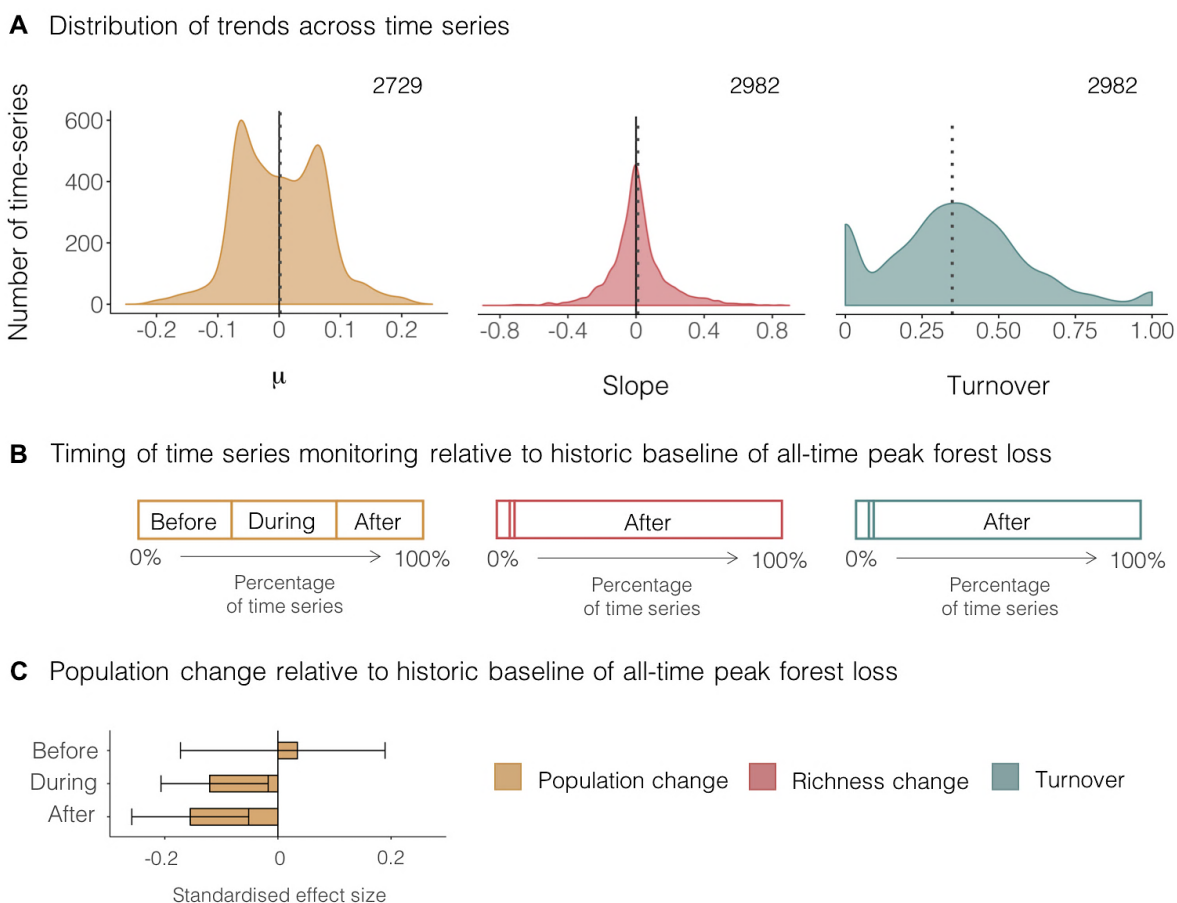 A Distribution of trends across time series
2729 2982 2982
Number of time-series
600
400
200
0
-0.2 -0.1 0 0.1 0.2
μ
-0.8 -0.4 0 0.4 0.8
Slope
0 0.25 0.50 0.75 1.00
Turnover
B Timing of time series monitoring relative to historic baseline of all-time peak forest loss
Before During After
0% 100%
Percentage
of time series
After
0% 100%
Percentage
of time series
After
0% 100%
Percentage
of time series
C Population change relative to historic baseline of all-time peak forest loss
Before
During
After
-0.2 0 0.2
Standardised effect size
Population change Richness change Turnover